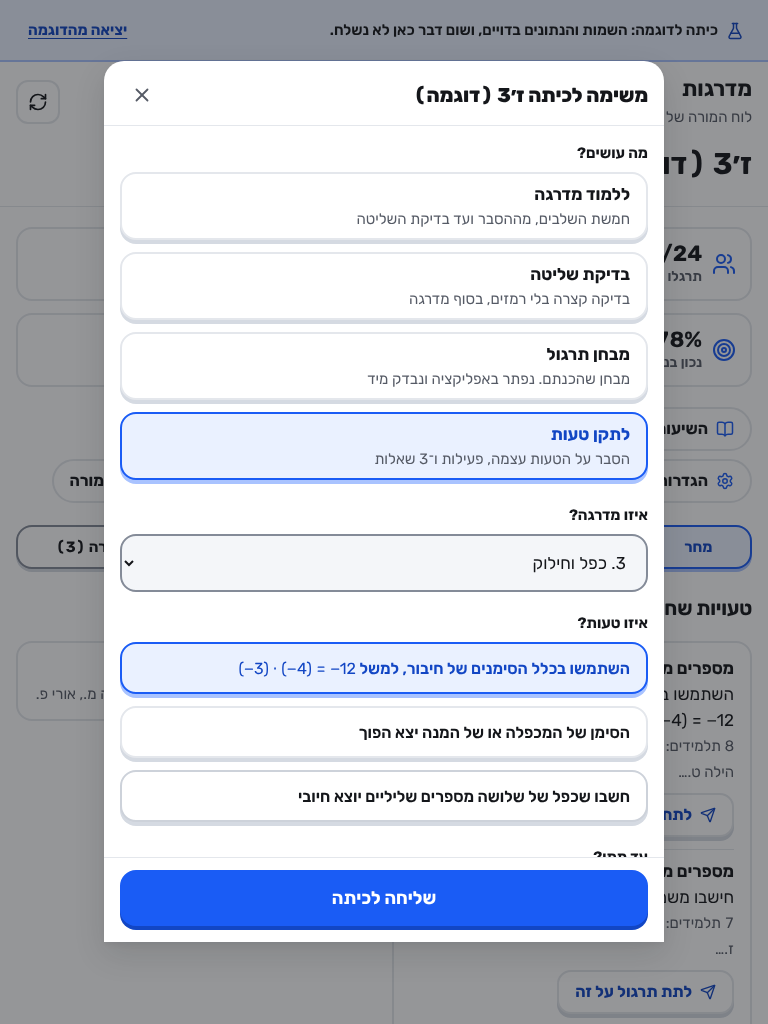 כיתה לדוגמה: השמות והנתונים בדויים, ושום דבר כאן לא נשלח.
יציאה מהדוגמה
מדרגות
לוח המורה של
ז׳3 (דו
/24
תרגלו
78%
נכון
השיעו
הגדרו
מורה
מחר
רה (3)
טעויות שח
משימה לכיתה ז׳3 (דוגמה)
מה עושים?
ללמוד מדרגה
חמשת השלבים, מההסבר ועד בדיקת השליטה
בדיקת שליטה
בדיקה קצרה בלי רמזים, בסוף מדרגה
מבחן תרגול
מבחן שהכנתם. נפתר באפליקציה ונבדק מיד
לתקן טעות
הסבר על הטעות עצמה, פעילות ו־3 שאלות
איזו מדרגה?
3. כפל וחילוק
איזו טעות?
השתמשו בכלל הסימנים של חיבור, למשל (−3) · (−4) = −12
הסימן של המכפלה או של המנה יצא הפוך
חשבו שכפל של שלושה מספרים שליליים יוצא חיובי
שליחה לכיתה
מספרים
השתמשו
−4) = −12
8 תלמידים:
הילה ט.…
לתת
מספרים
חישבו
7 תלמידים:
ז.…
לתת תרגול על זה
ה מ., אורי פ.